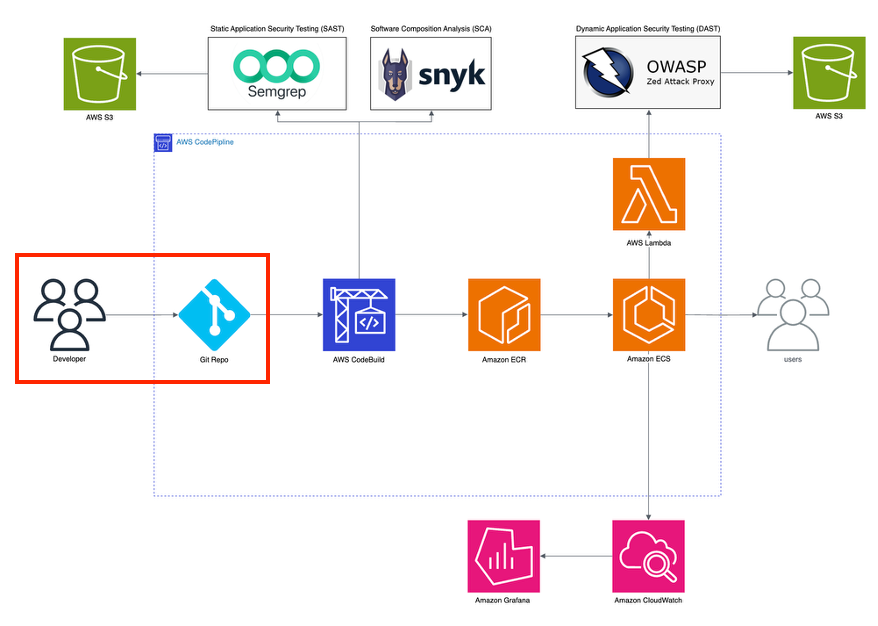 Static Application Security Testing (SAST)
Software Composition Analysis (SCA)
Dynamic Application Security Testing (DAST)
Semgrep
snyk
OWASP
Zed Attack Proxy
AWS S3
AWS S3
AWS CodePipline
AWS Lambda
Developer
Git Repo
AWS CodeBuild
Amazon ECR
Amazon ECS
users
Amazon Grafana
Amazon CloudWatch